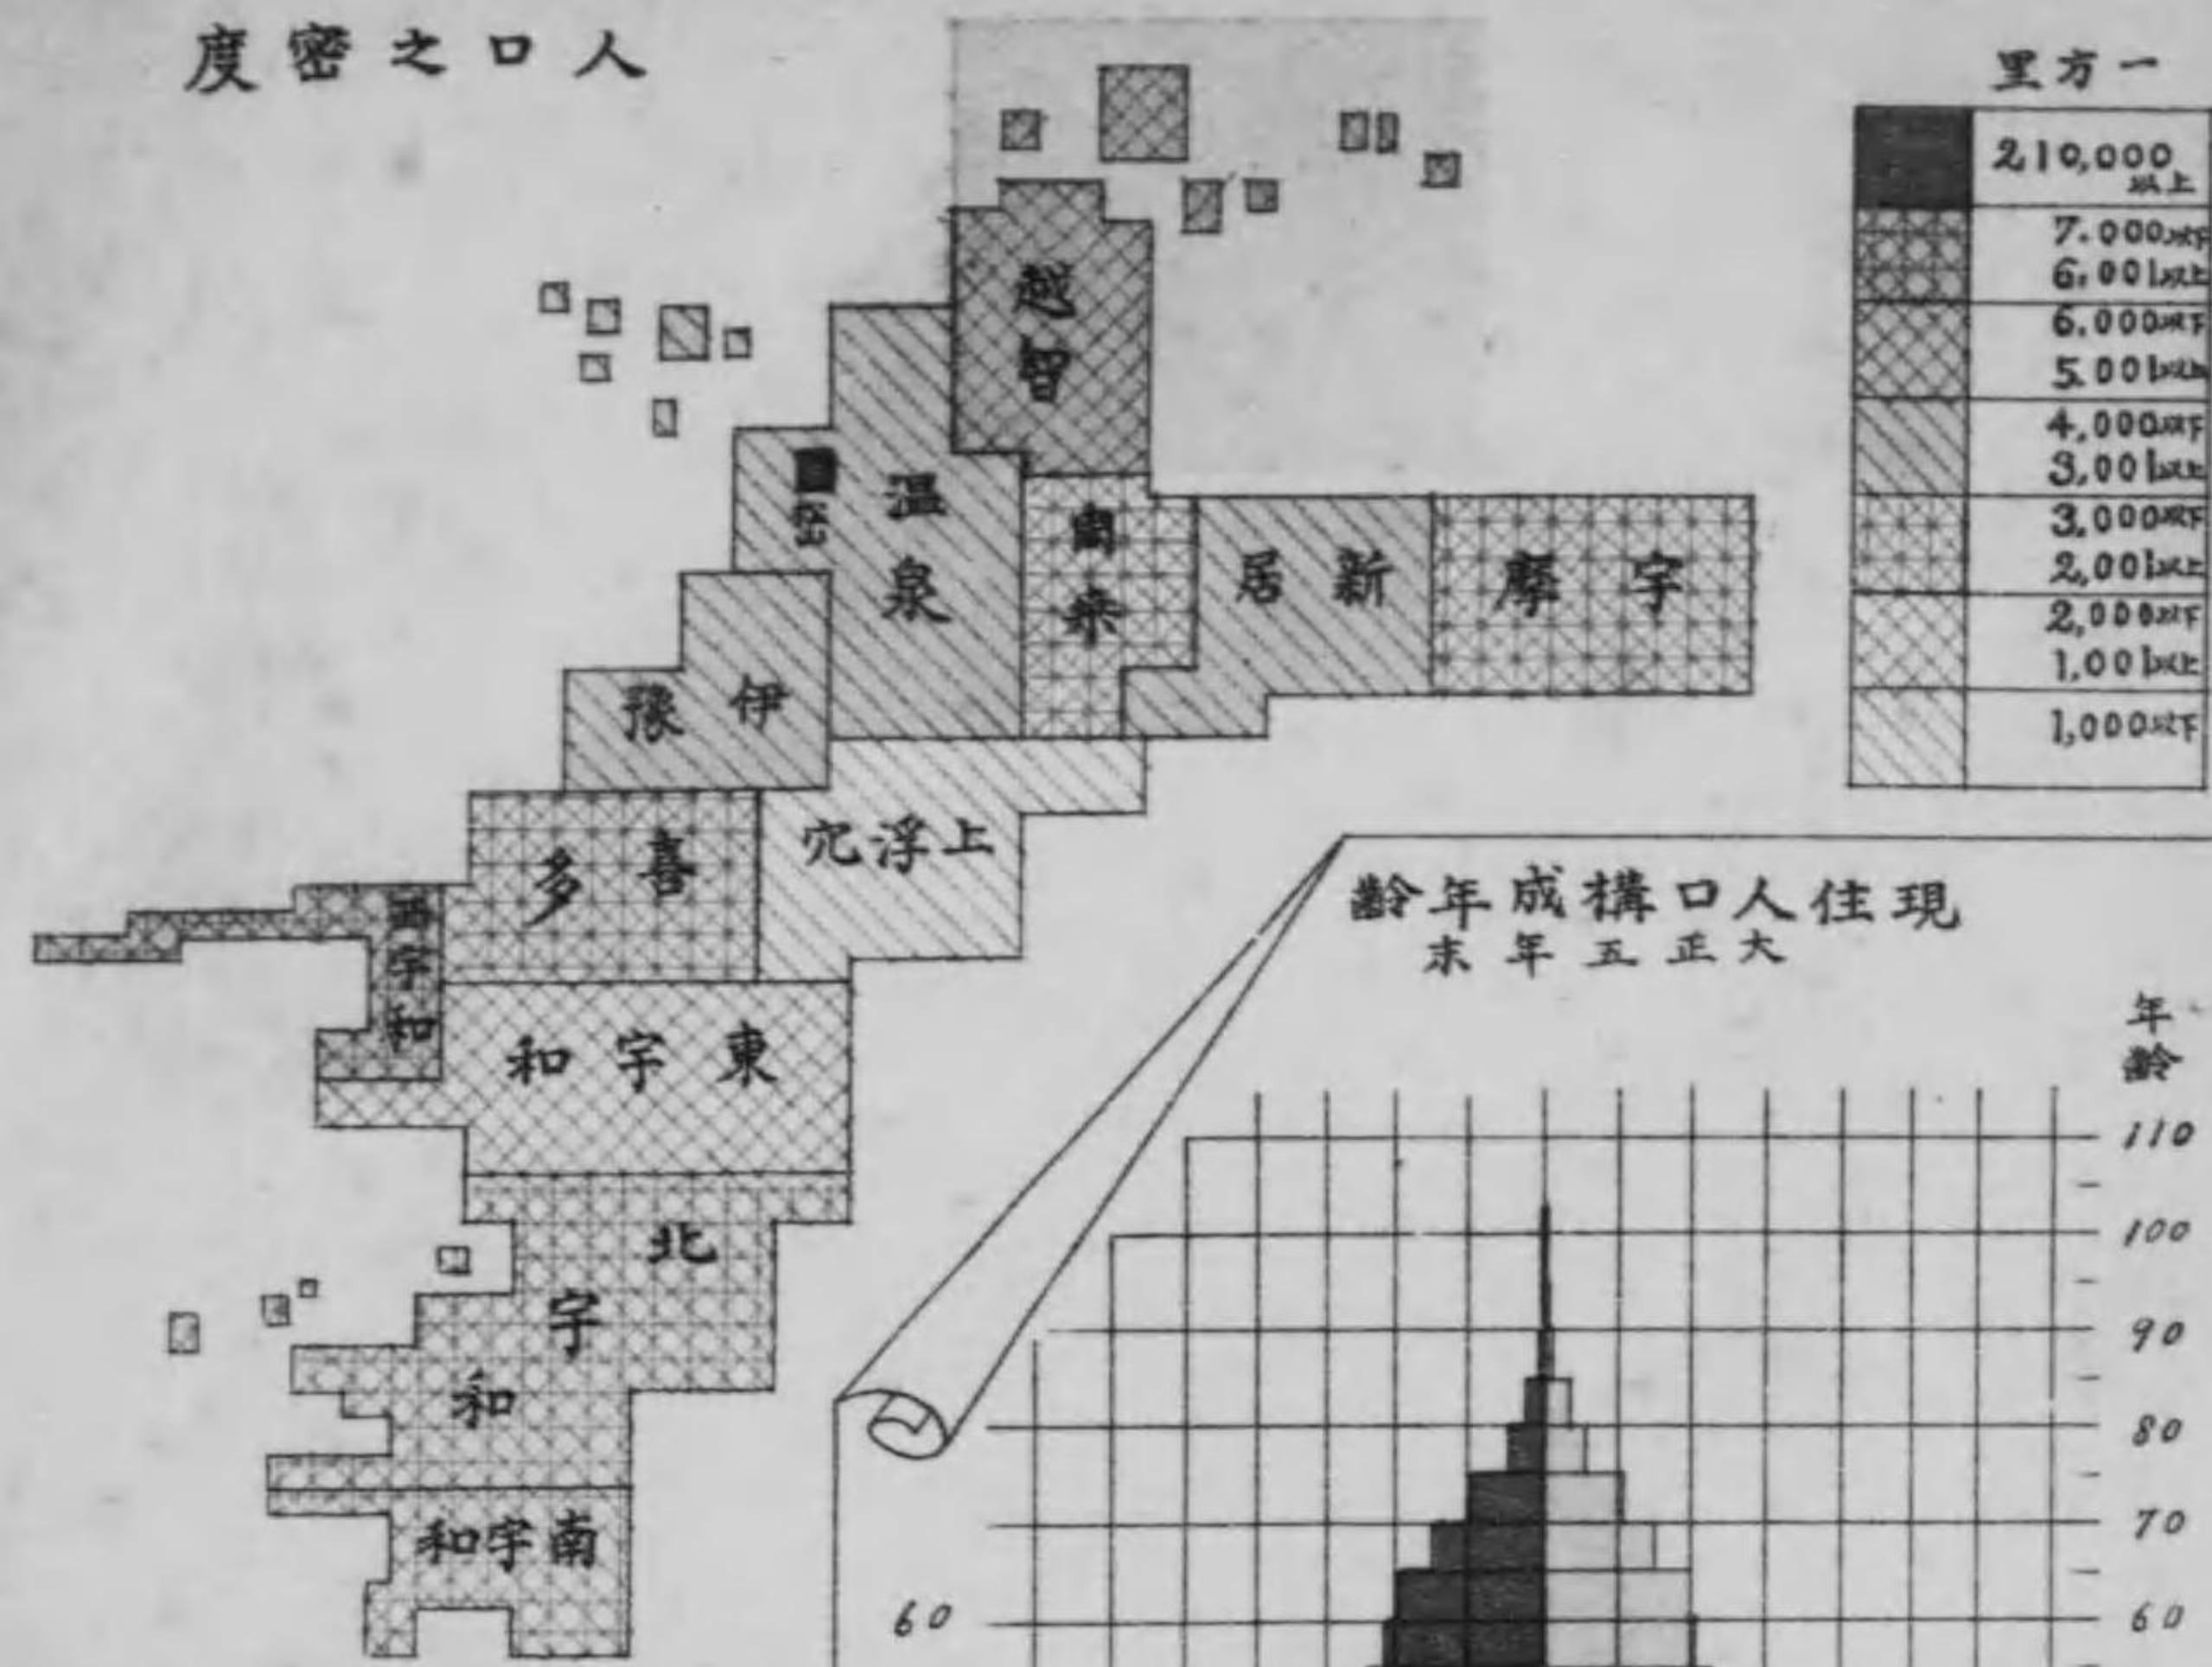 人口之密度
一方里
210,000以上
7.000以下
6.001以上
6.000以下
5.001以上
4,000以下
3,001以上
3,000以下
2,001以上
2,000以下
1,001以上
1,000以下
越智
温泉
周桑
新居
宇摩
伊豫
上浮穴
喜多
西宇和
東宇和
北宇和
南宇和
現住人口構成年齢
大正五年末
年齢
110
100
90
80
70
60
60